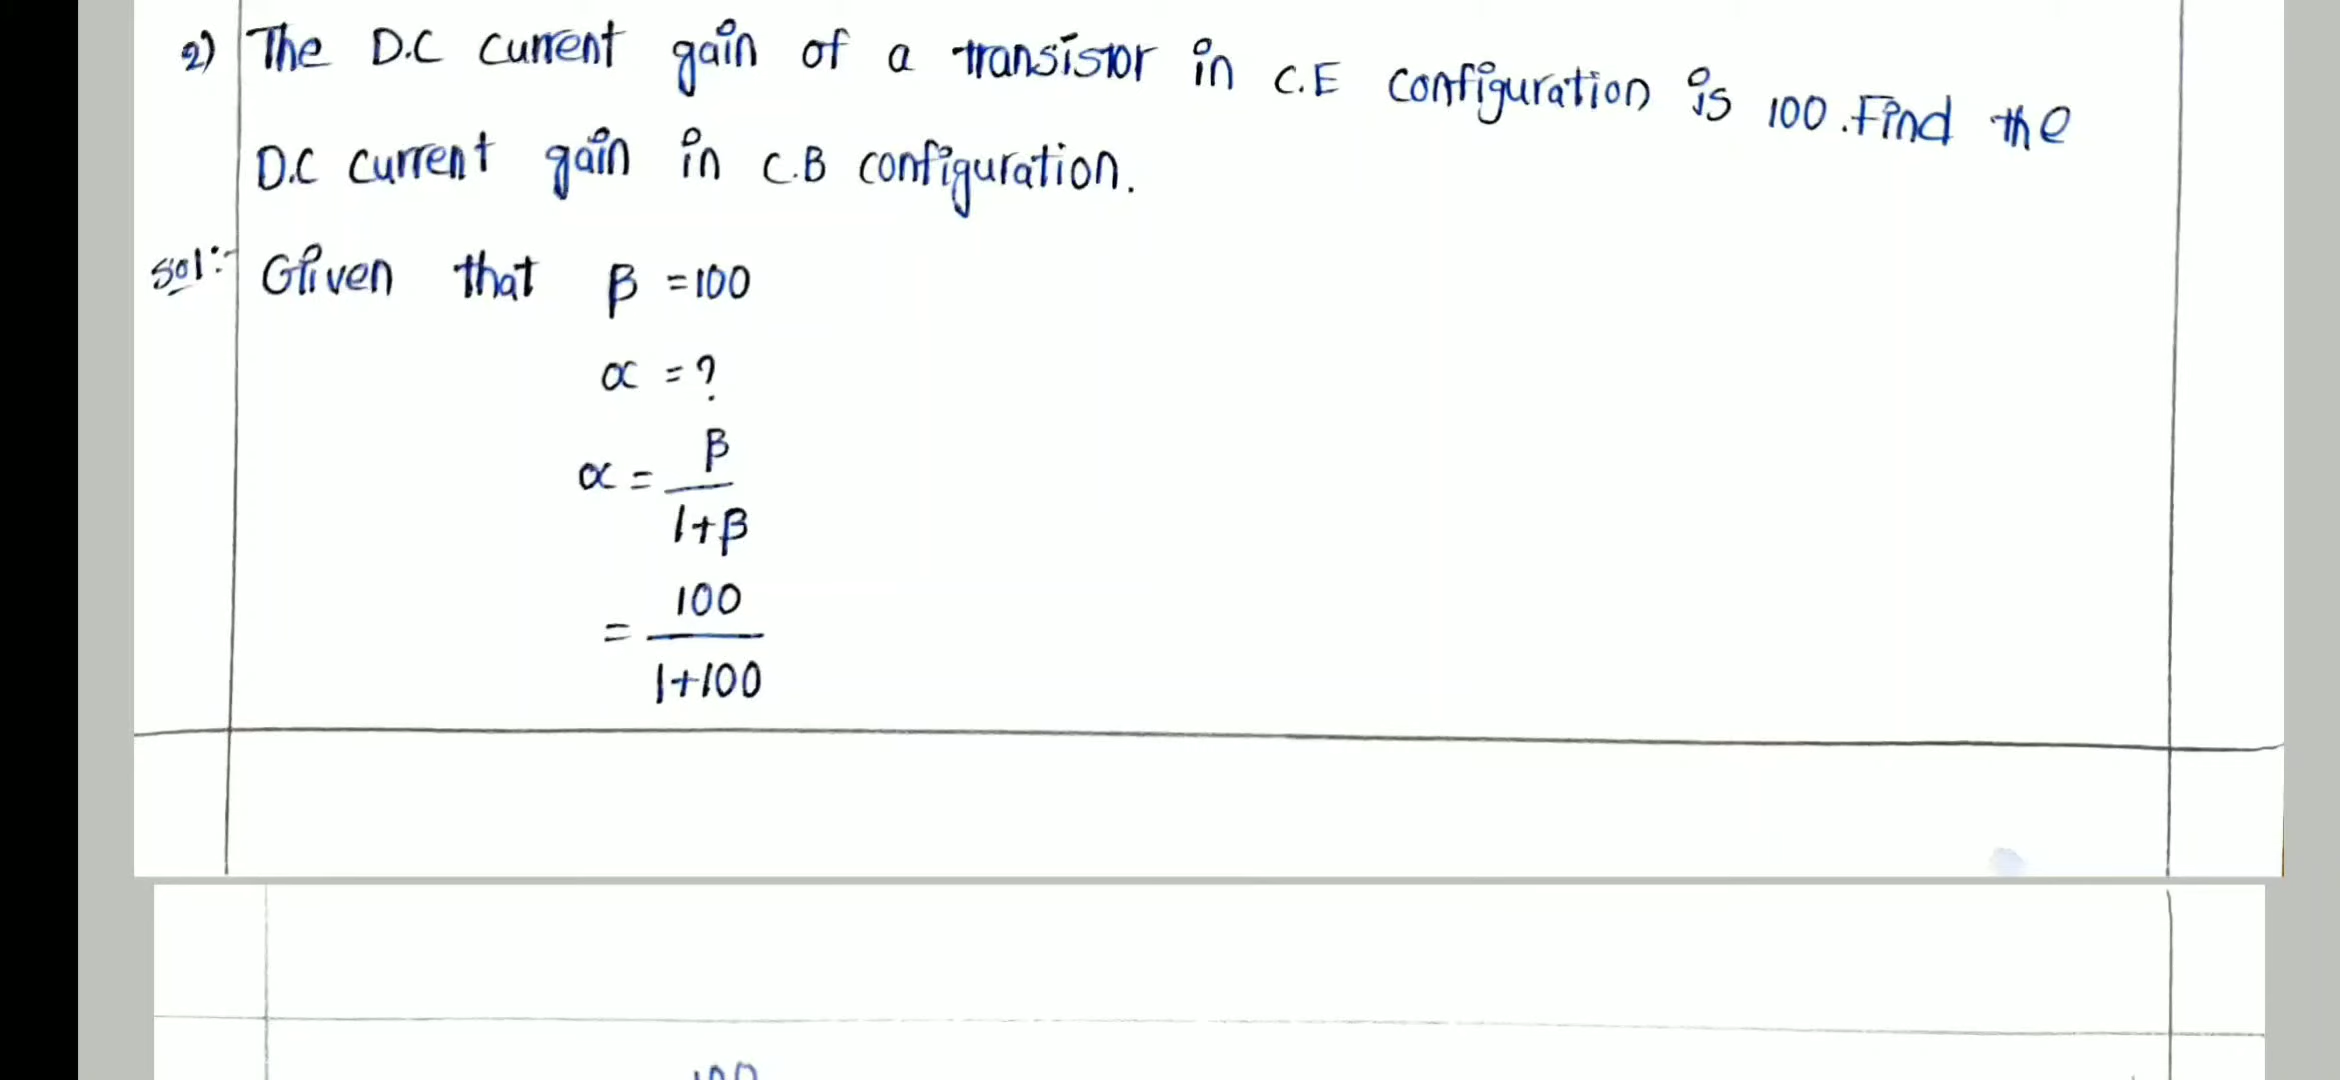 2) The D.C current gain of a transistor in C.E configuration is 100. Find the
D.C current gain in C.B configuration.
Sol:- Given that β = 100
α = ?
α = β / 1+β
= 100 / 1+100